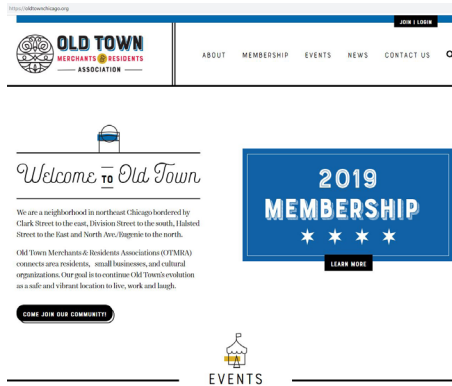 https://oldtownchicago.org
JOIN | LOGIN
OLD TOWN
MERCHANTS & RESIDENTS
ASSOCIATION
ABOUT MEMBERSHIP EVENTS NEWS CONTACT US
Welcome TO Old Town
We are a neighborhood in northeast Chicago bordered by
Clark Street to the east, Division Street to the south, Halsted
Street to the East and North Ave./Eugenie to the north.
Old Town Merchants & Residents Associations (OTMRA)
connects area residents, small businesses, and cultural
organizations. Our goal is to continue Old Town's evolution
as a safe and vibrant location to live, work and laugh.
COME JOIN OUR COMMUNITY!
2019
MEMBERSHIP
LEARN MORE
EVENTS